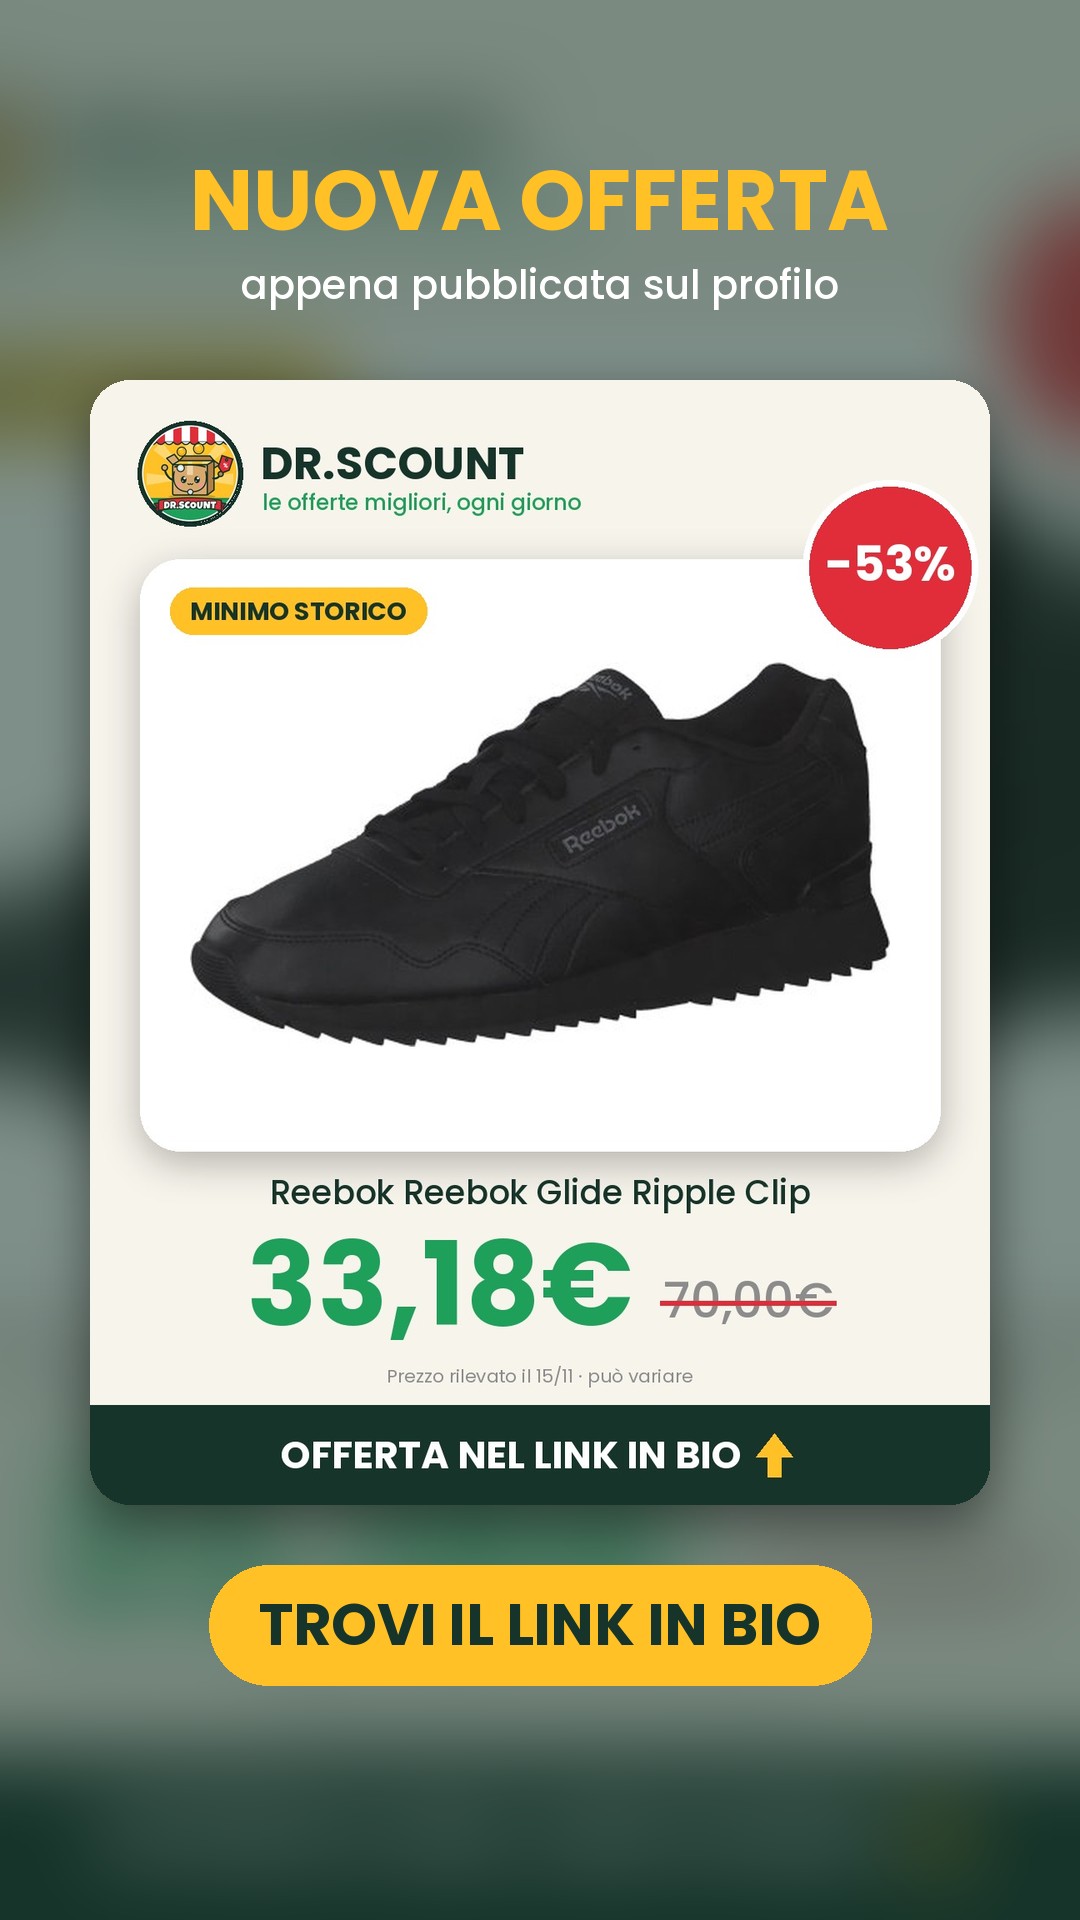 NUOVA OFFERTA
appena pubblicata sul profilo
DR.SCOUNT
DR.SCOUNT
le offerte migliori, ogni giorno
-53%
MINIMO STORICO
Reebok
Reebok
Reebok Reebok Glide Ripple Clip
33,18€ 70,00€
Prezzo rilevato il 15/11 · può variare
OFFERTA NEL LINK IN BIO
TROVI IL LINK IN BIO